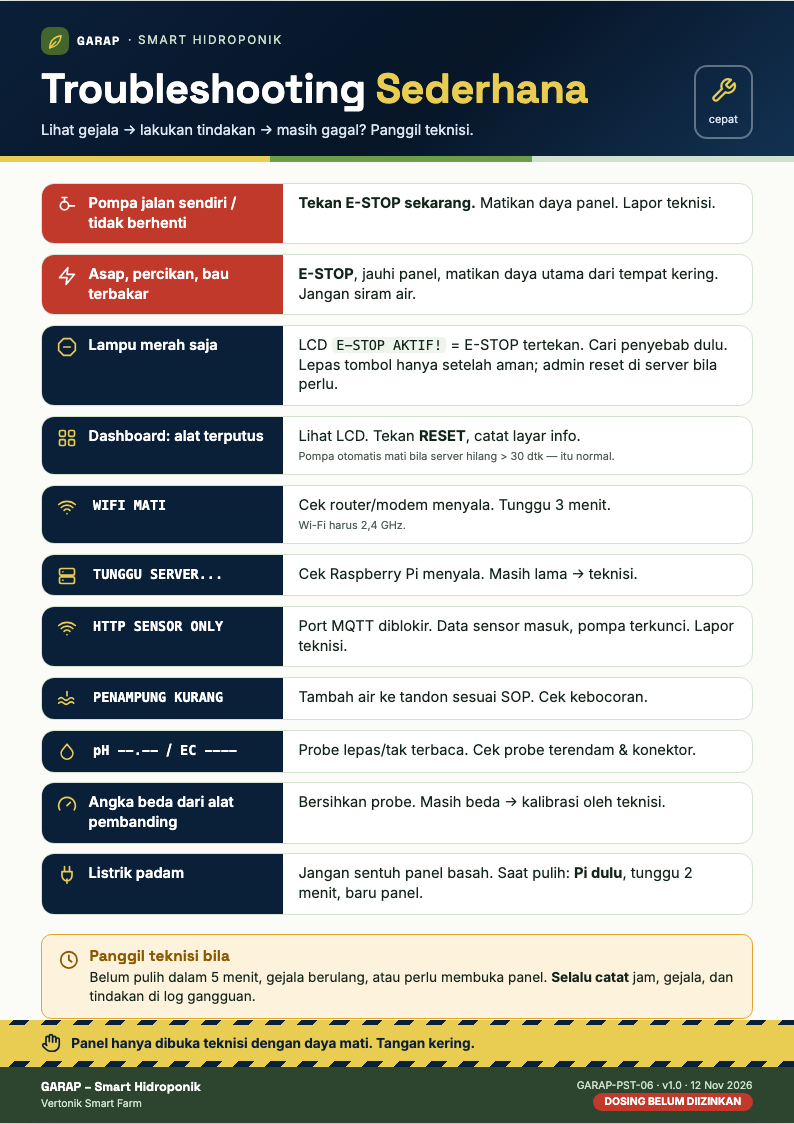 GARAP · SMART HIDROPONIK
Troubleshooting Sederhana
Lihat gejala → lakukan tindakan → masih gagal? Panggil teknisi.
cepat
Pompa jalan sendiri /
tidak berhenti
Tekan E-STOP sekarang. Matikan daya panel. Lapor teknisi.
Asap, percikan, bau
terbakar
E-STOP, jauhi panel, matikan daya utama dari tempat kering.
Jangan siram air.
Lampu merah saja
LCD E-STOP AKTIF! = E-STOP tertekan. Cari penyebab dulu.
Lepas tombol hanya setelah aman; admin reset di server bila
perlu.
Dashboard: alat terputus
Lihat LCD. Tekan RESET, catat layar info.
Pompa otomatis mati bila server hilang > 30 dtk — itu normal.
WIFI MATI
Cek router/modem menyala. Tunggu 3 menit.
Wi-Fi harus 2,4 GHz.
TUNGGU SERVER...
Cek Raspberry Pi menyala. Masih lama → teknisi.
HTTP SENSOR ONLY
Port MQTT diblokir. Data sensor masuk, pompa terkunci. Lapor
teknisi.
PENAMPUNG KURANG
Tambah air ke tandon sesuai SOP. Cek kebocoran.
pH --.-- / EC ----
Probe lepas/tak terbaca. Cek probe terendam & konektor.
Angka beda dari alat
pembanding
Bersihkan probe. Masih beda → kalibrasi oleh teknisi.
Listrik padam
Jangan sentuh panel basah. Saat pulih: Pi dulu, tunggu 2
menit, baru panel.
Panggil teknisi bila
Belum pulih dalam 5 menit, gejala berulang, atau perlu membuka panel. Selalu catat jam, gejala, dan
tindakan di log gangguan.
Panel hanya dibuka teknisi dengan daya mati. Tangan kering.
GARAP – Smart Hidroponik
Vertonik Smart Farm
GARAP-PST-06 · v1.0 · 12 Nov 2026
DOSING BELUM DIIZINKAN